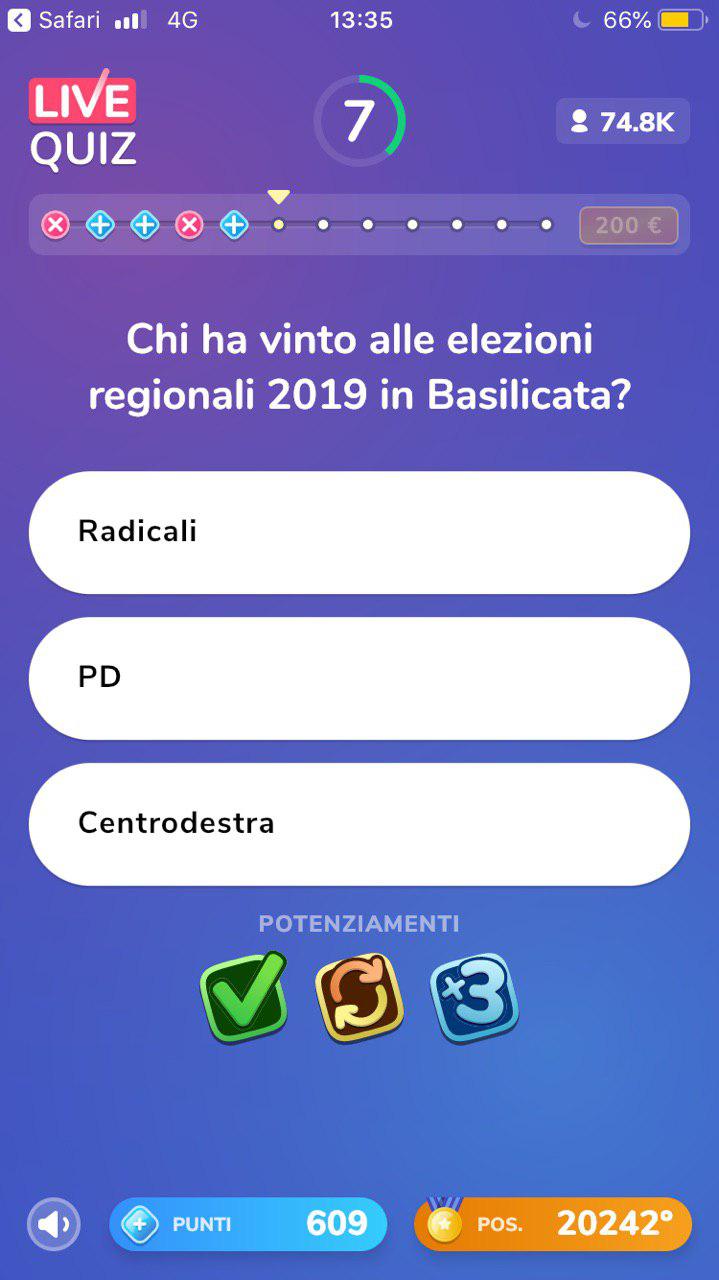 Safari 4G 13:35 66%
LIVE
QUIZ
7
74.8K
200 €
Chi ha vinto alle elezioni
regionali 2019 in Basilicata?
Radicali
PD
Centrodestra
POTENZIAMENTI
×3
PUNTI 609
POS. 20242°